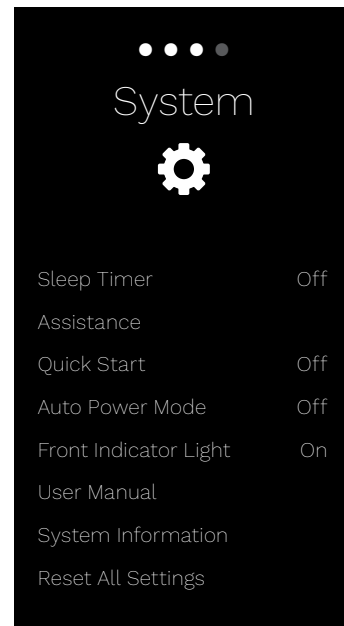 System
Sleep Timer Off
Assistance
Quick Start Off
Auto Power Mode Off
Front Indicator Light On
User Manual
System Information
Reset All Settings